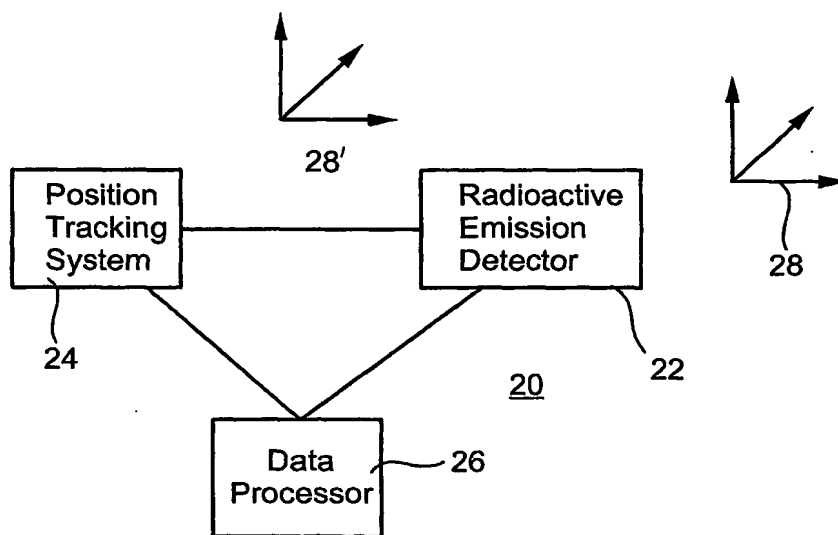 28'
28
Position
Tracking
System
24
Radioactive
Emission
Detector
22
20
Data
Processor
26